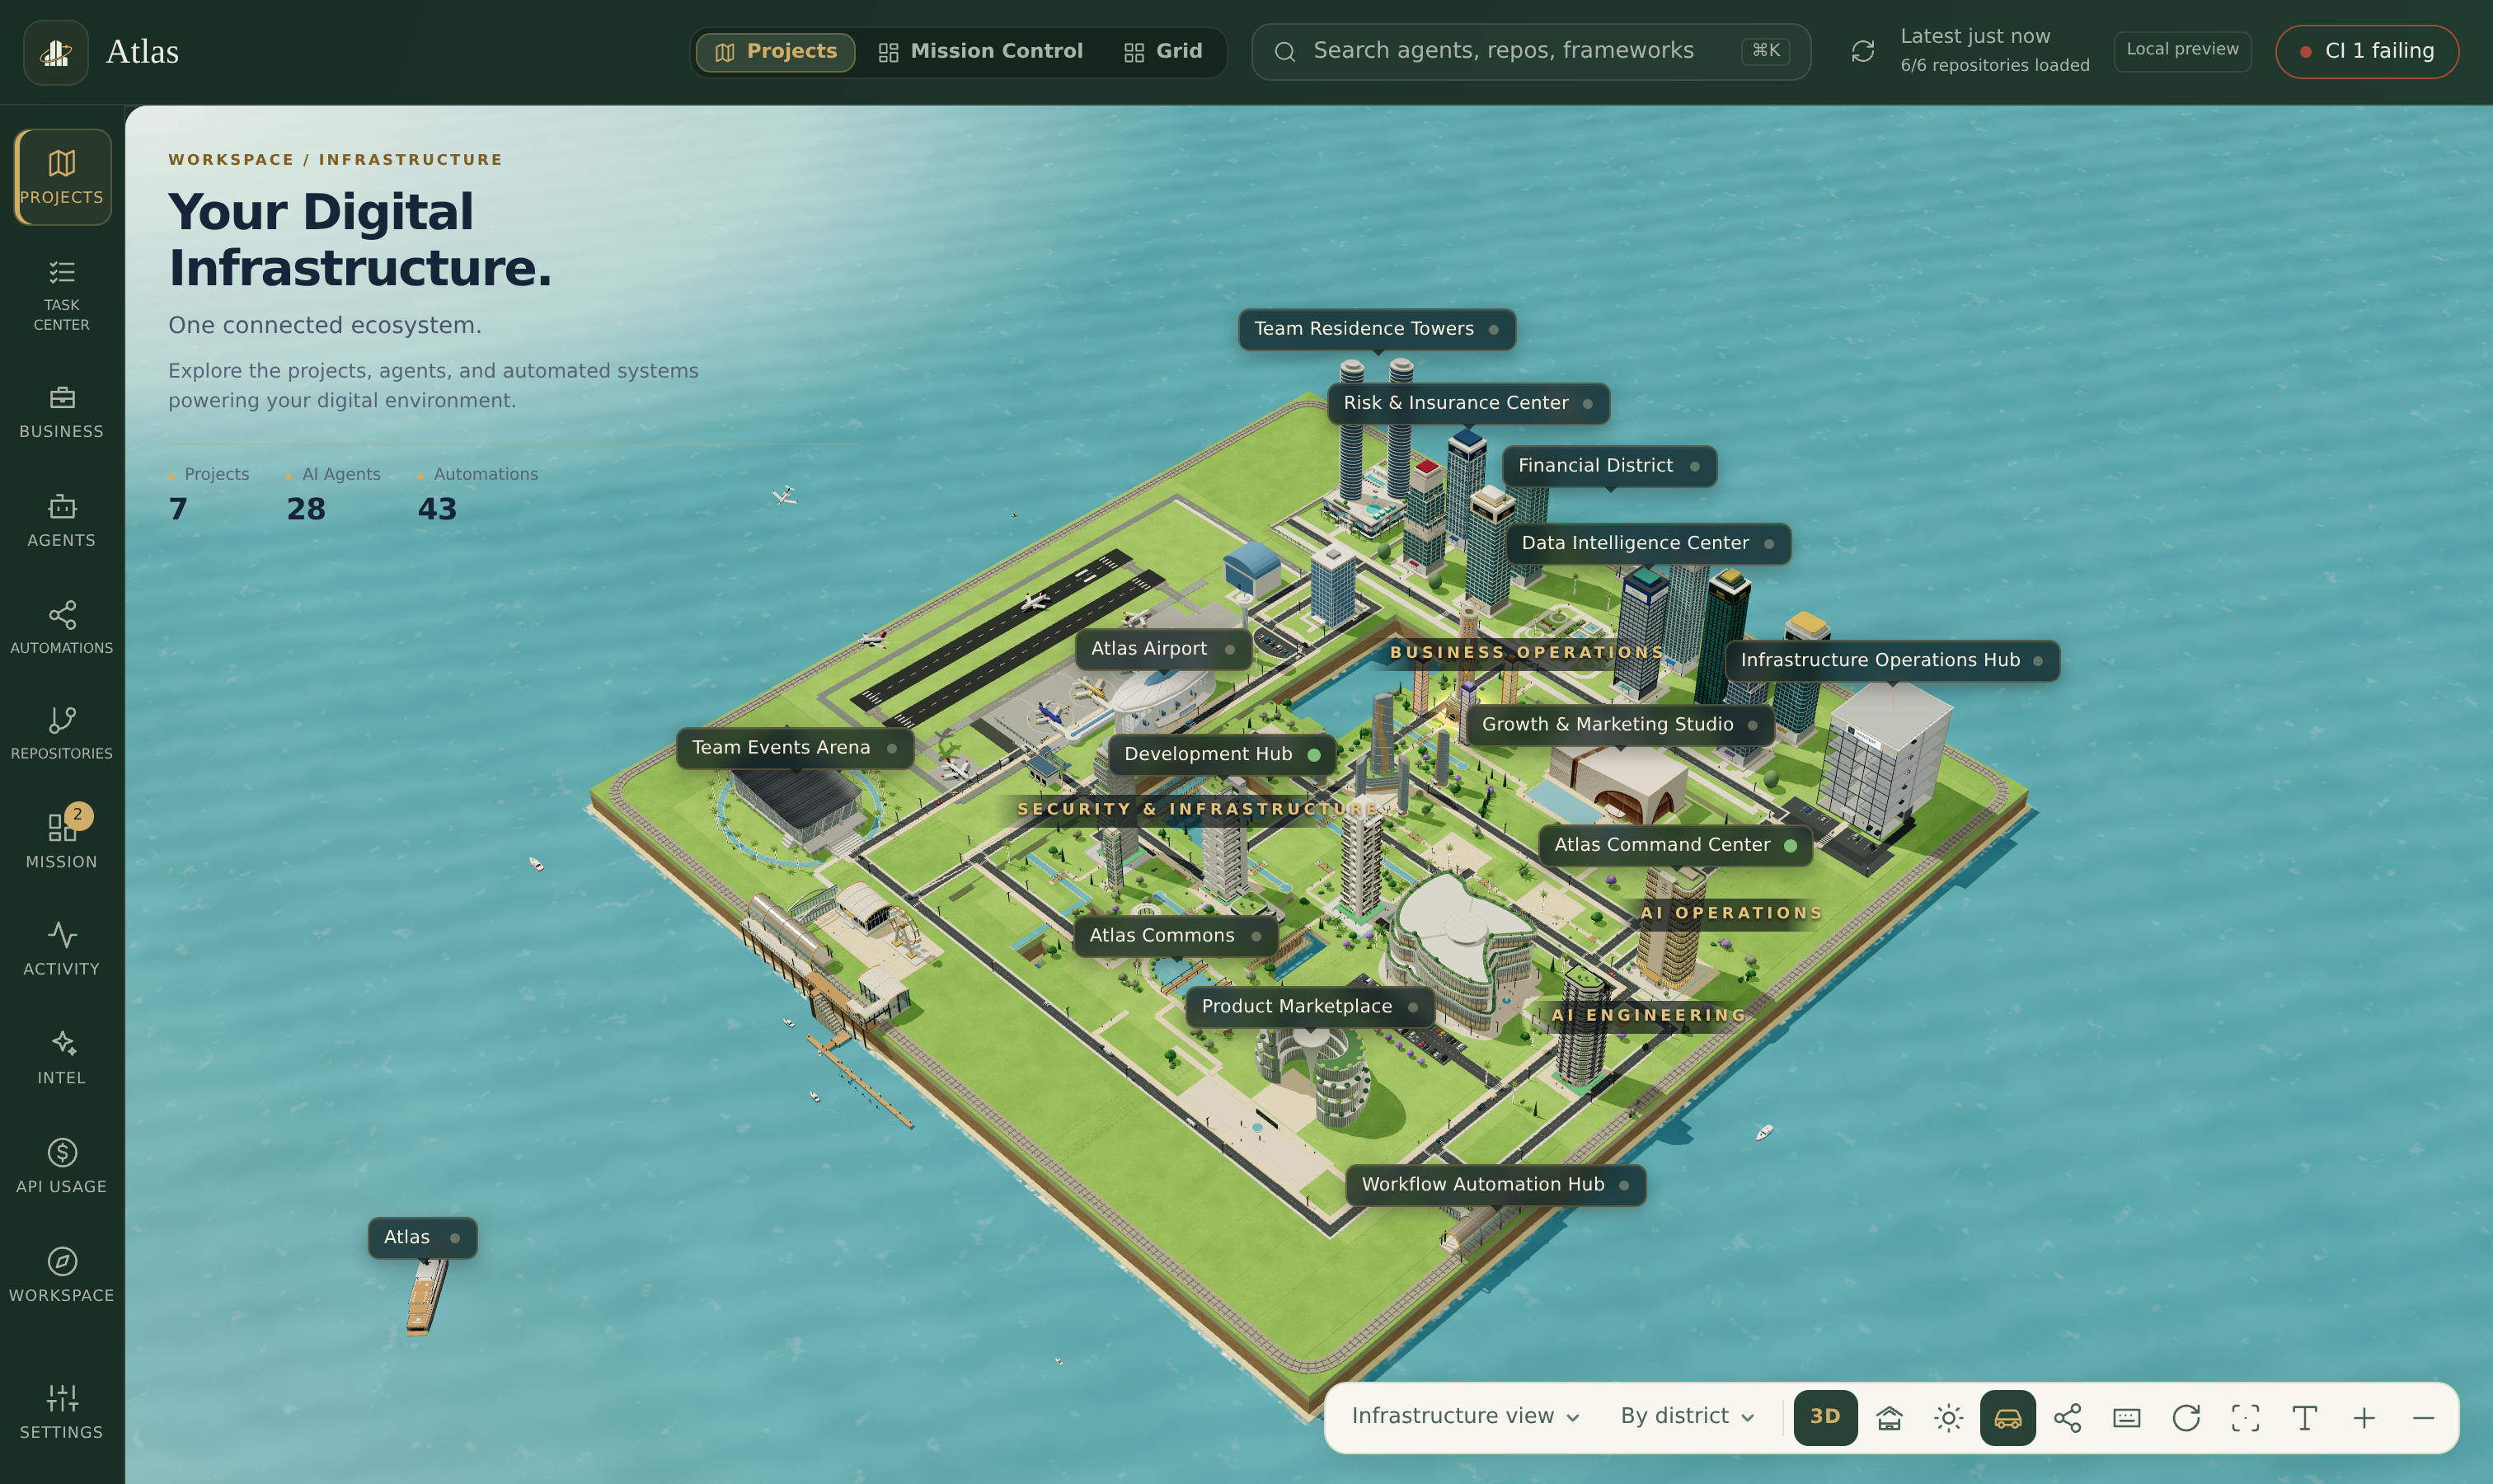 Atlas
Projects
Mission Control
Grid
Search agents, repos, frameworks
⌘K
Latest just now
6/6 repositories loaded
Local preview
CI 1 failing
PROJECTS
TASK
CENTER
BUSINESS
AGENTS
AUTOMATIONS
REPOSITORIES
2
MISSION
ACTIVITY
INTEL
API USAGE
WORKSPACE
SETTINGS
WORKSPACE / INFRASTRUCTURE
Your Digital
Infrastructure.
One connected ecosystem.
Explore the projects, agents, and automated systems
powering your digital environment.
Projects
7
AI Agents
28
Automations
43
Team Residence Towers
Risk & Insurance Center
Financial District
Data Intelligence Center
Atlas Airport
BUSINESS OPERATIONS
Infrastructure Operations Hub
Growth & Marketing Studio
Team Events Arena
Development Hub
SECURITY & INFRASTRUCTURE
Atlas Command Center
AI OPERATIONS
Atlas Commons
Product Marketplace
AI ENGINEERING
Workflow Automation Hub
Atlas
Infrastructure view
By district
3D